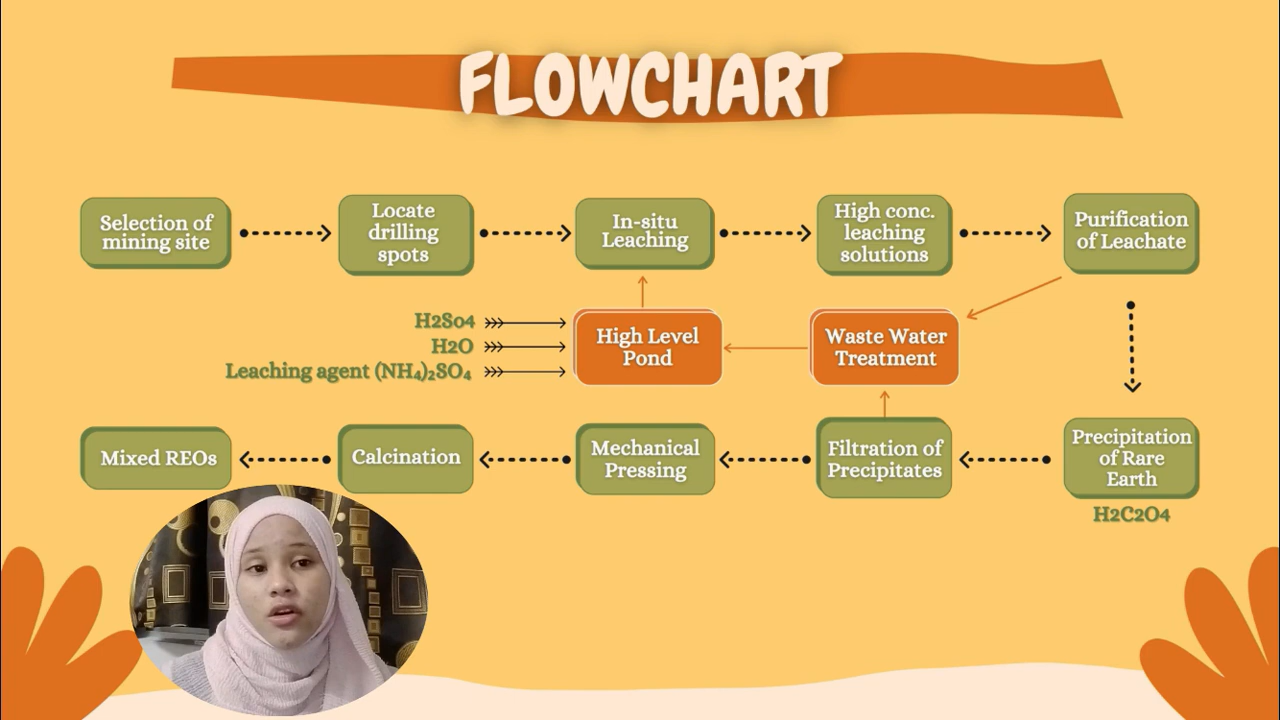 FLOWCHART
Selection of
mining site
Locate
drilling
spots
In-situ
Leaching
High conc.
leaching
solutions
Purification
of Leachate
H2So4
H2O
Leaching agent (NH₄)₂SO₄
High Level
Pond
Waste Water
Treatment
Mixed REOs
Calcination
Mechanical
Pressing
Filtration of
Precipitates
Precipitation
of Rare
Earth
H2C2O4